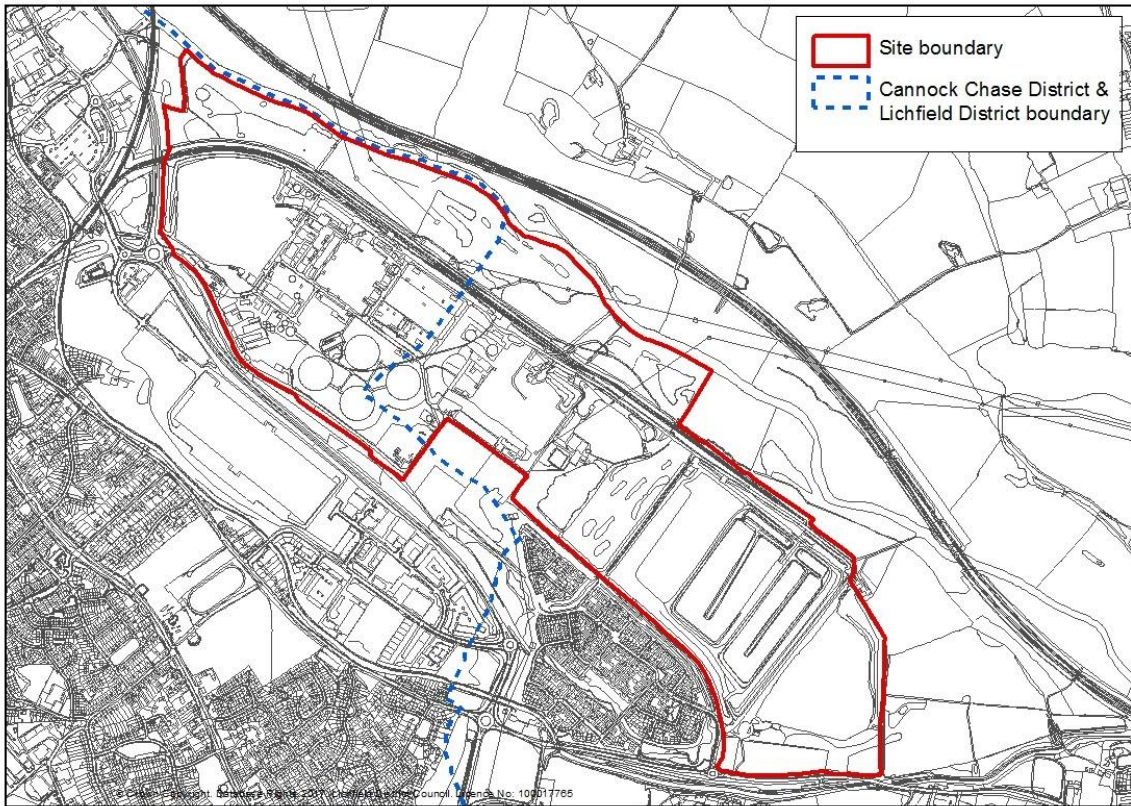 Site boundary
Cannock Chase District &
Lichfield District boundary
© Crown Copyright. Database Rights 2017. Lichfield District Council. Licence No: 100017765